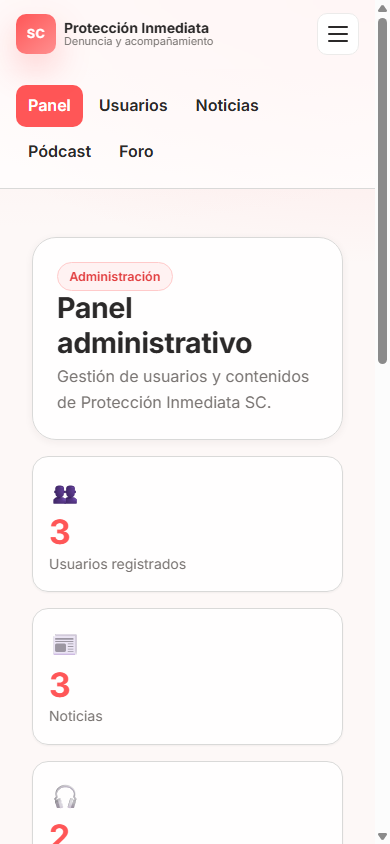 SC
Protección Inmediata
Denuncia y acompañamiento
Panel Usuarios Noticias
Pódcast Foro
Administración
Panel
administrativo
Gestión de usuarios y contenidos
de Protección Inmediata SC.
3
Usuarios registrados
3
Noticias
2